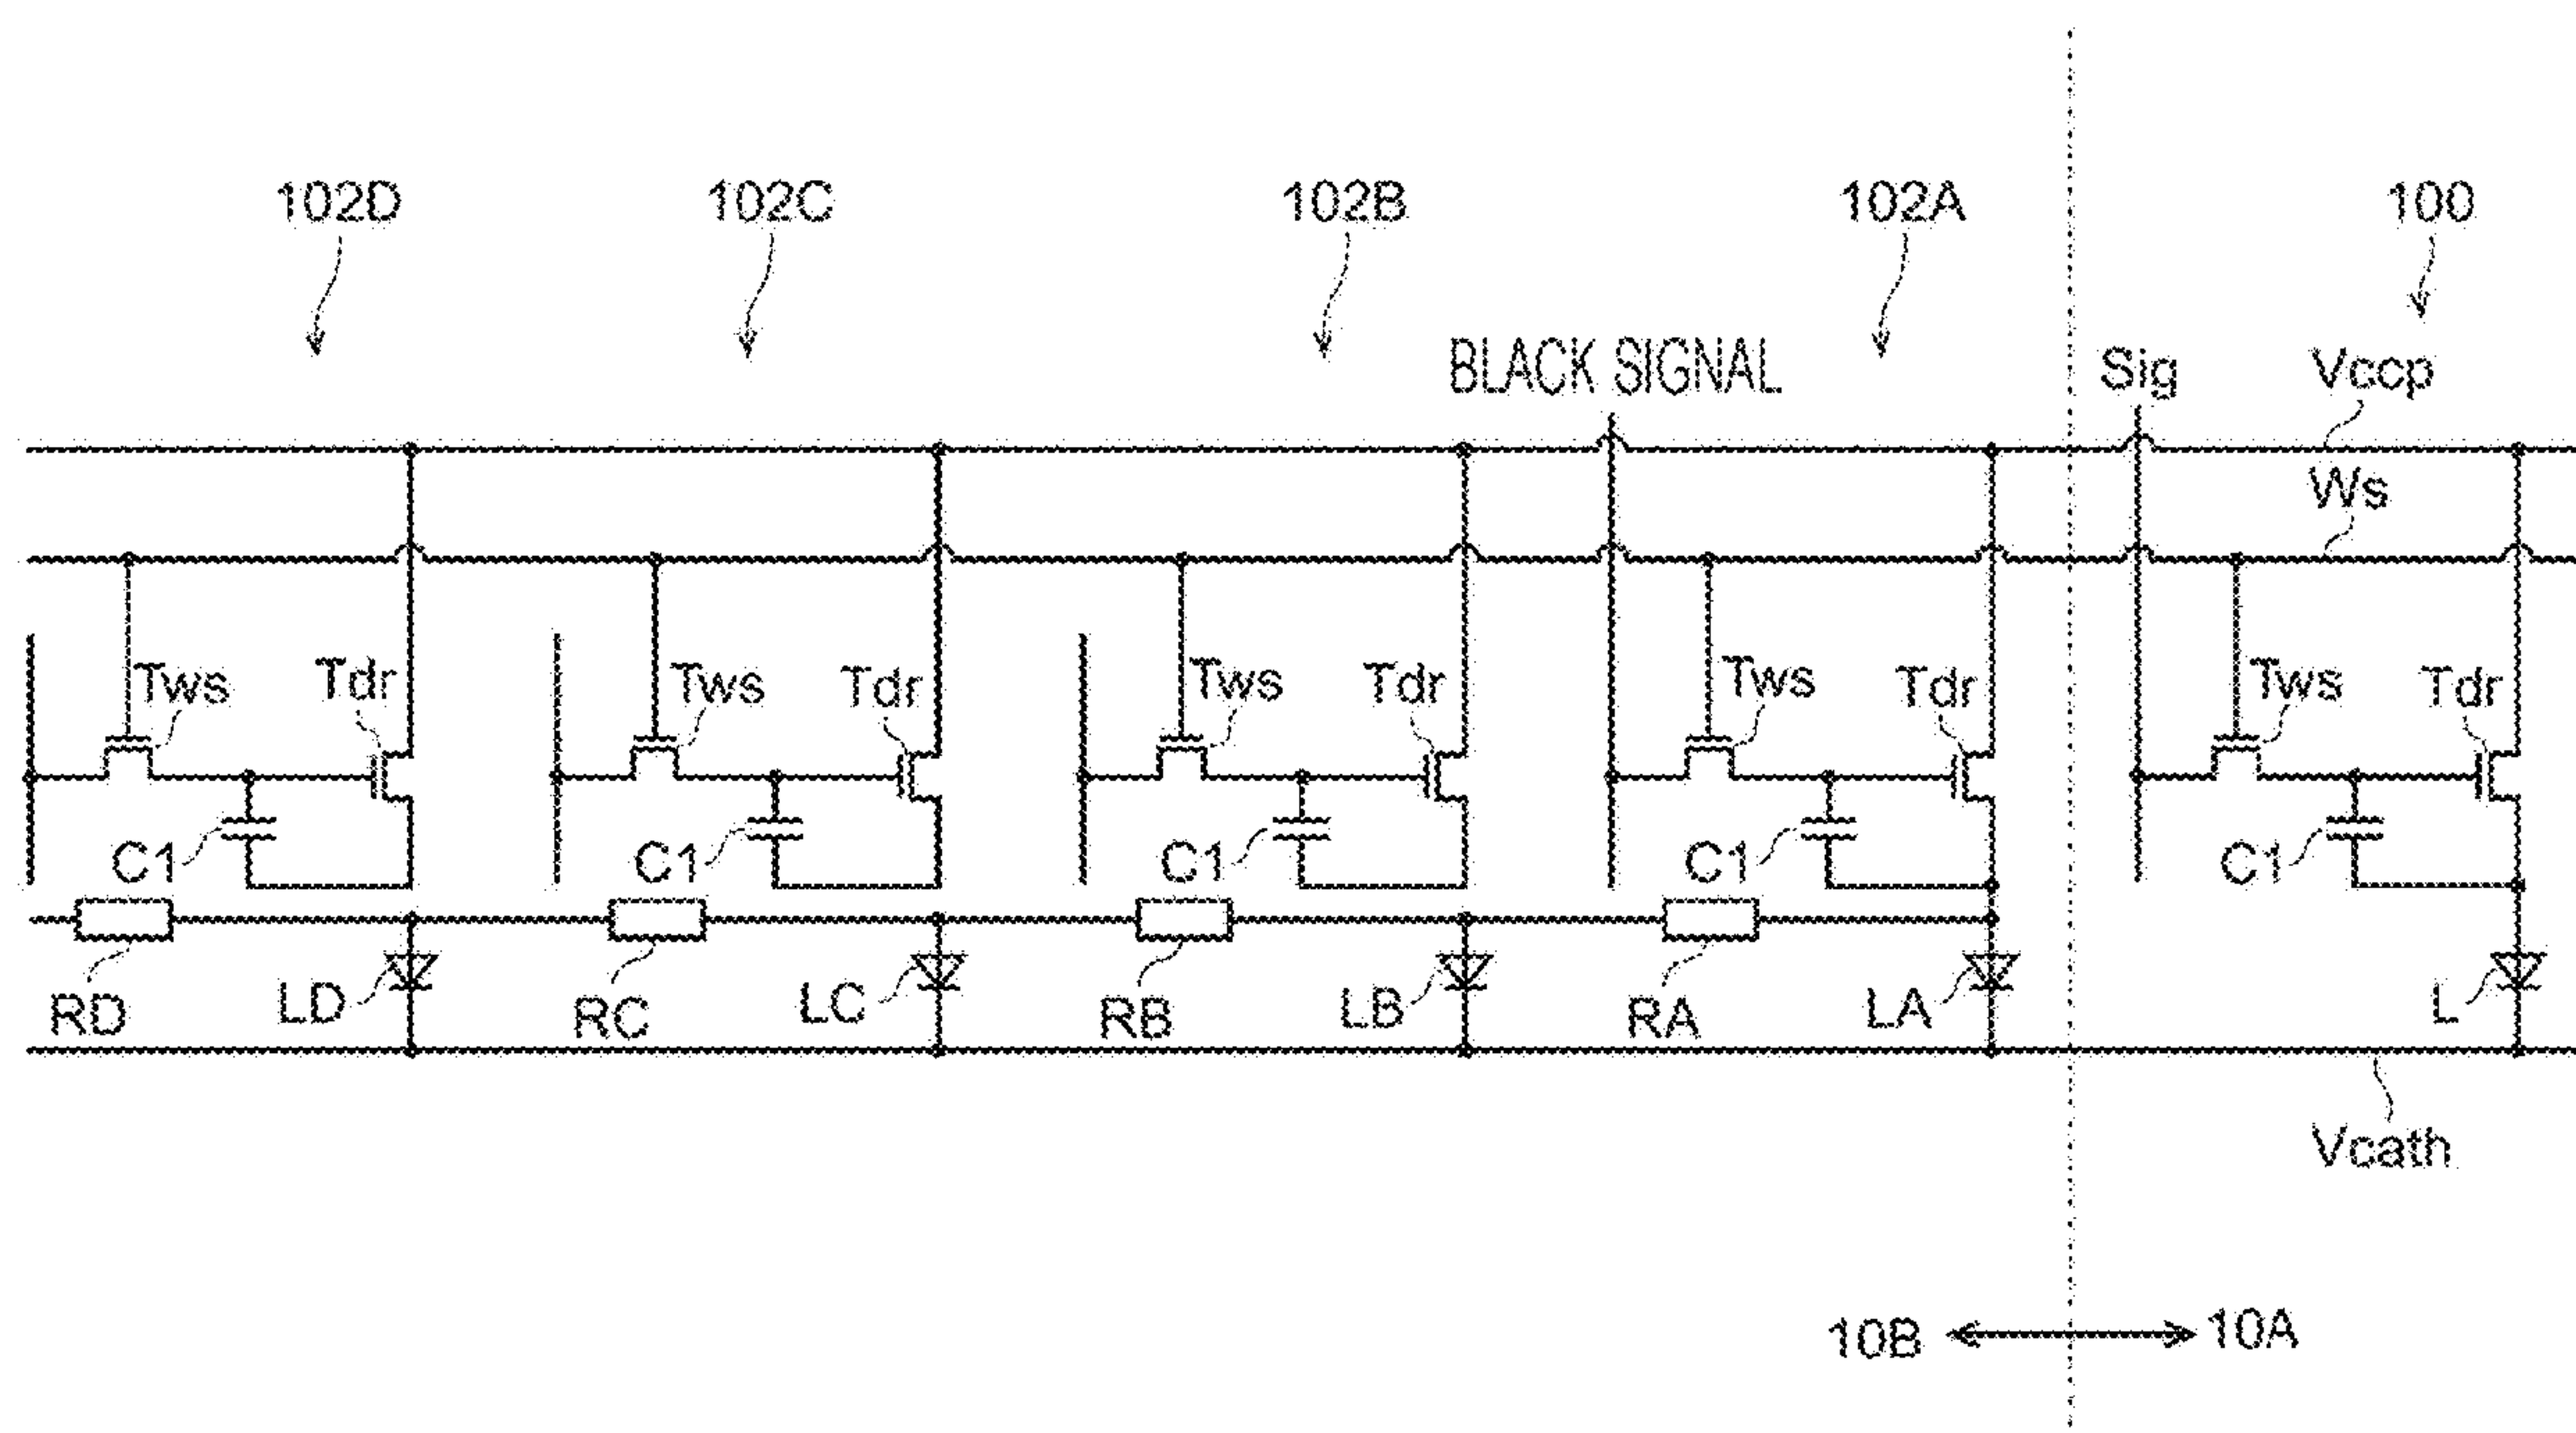 102D 102C 102B 102A 100
BLACK SIGNAL Sig Vccp
Ws
Tws Tdr Tws Tdr Tws Tdr Tws Tdr Tws Tdr
C1 C1 C1 C1 C1
RD LD RC LC RB LB RA LA L
Vcath
10B 10A